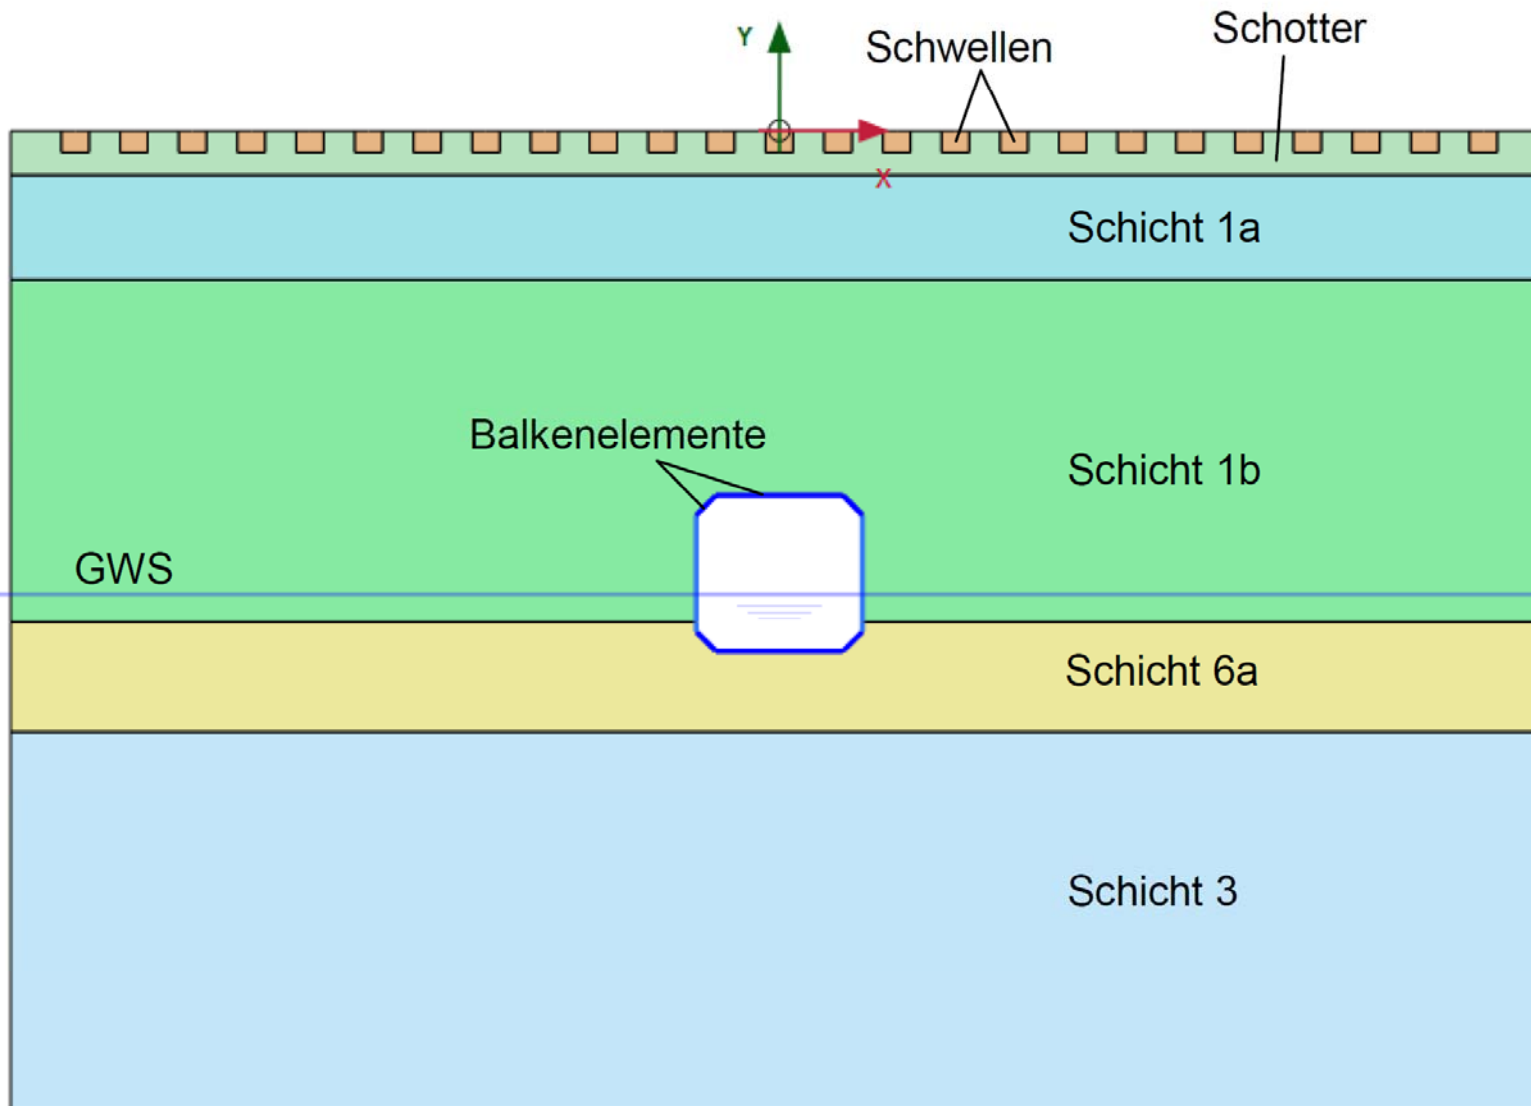 Schotter
Y
Schwellen
X
Schicht 1a
Balkenelemente
Schicht 1b
GWS
Schicht 6a
Schicht 3